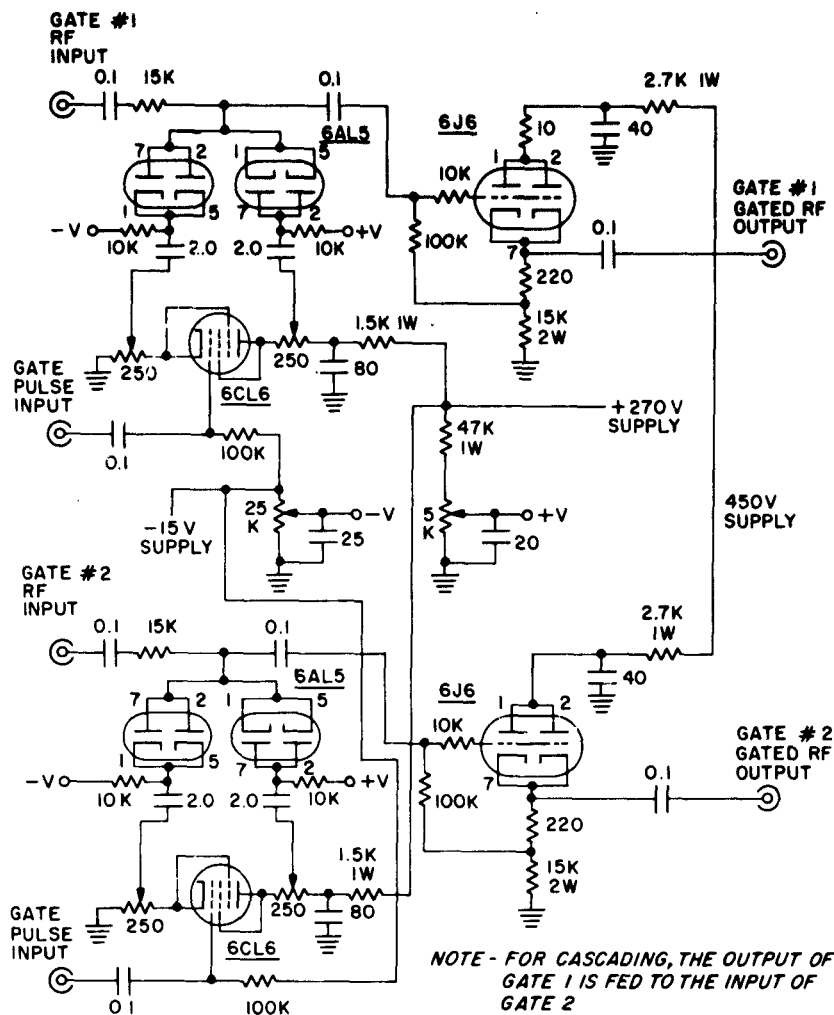 GATE #1
RF
INPUT
0.1
15K
0.1
6AL5
7
2
1
5
1
5
7
2
-V
10K
2.0
2.0
10K
+V
6J6
10
2.7K 1W
40
1
2
10K
100K
7
0.1
220
15K
2W
GATE #1
GATED RF
OUTPUT
250
6CL6
250
1.5K 1W
80
GATE
PULSE
INPUT
0.1
100K
+270V
SUPPLY
47K
1W
-15V
SUPPLY
25
K
-V
25
5
K
+V
20
450V
SUPPLY
GATE #2
RF
INPUT
0.1
15K
0.1
6AL5
7
2
1
5
1
5
7
2
-V
10K
2.0
2.0
10K
+V
6J6
2.7K
1W
40
1
2
10K
100K
7
0.1
220
15K
2W
GATE #2
GATED RF
OUTPUT
250
6CL6
250
1.5K
1W
80
GATE
PULSE
INPUT
0.1
100K
NOTE - FOR CASCADING, THE OUTPUT OF
GATE 1 IS FED TO THE INPUT OF
GATE 2